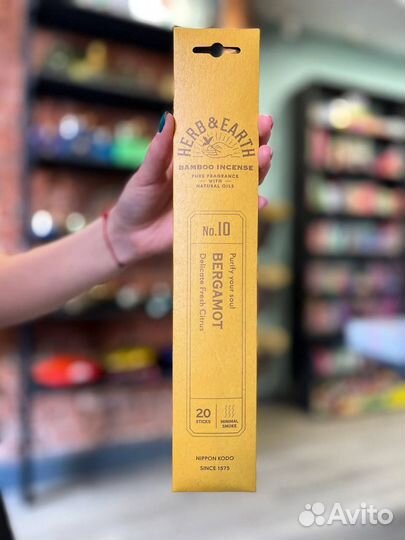 HERB & EARTH
BAMBOO INCENSE
PURE FRAGRANCE
WITH
NATURAL OILS
No.10
Purify your soul
BERGAMOT
Delicate Fresh Citrus
20
STICKS
MINIMAL
SMOKE
NIPPON KODO
SINCE 1575
Avito